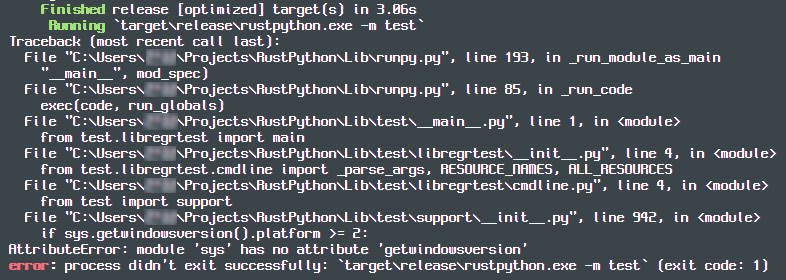 Finished release [optimized] target(s) in 3.06s
Running `target\release\rustpython.exe -m test`
Traceback (most recent call last):
File "C:\Users\ \Projects\RustPython\Lib\runpy.py", line 193, in _run_module_as_main
"__main__", mod_spec)
File "C:\Users\ \Projects\RustPython\Lib\runpy.py", line 85, in _run_code
exec(code, run_globals)
File "C:\Users\ \Projects\RustPython\Lib\test\__main__.py", line 1, in <module>
from test.libregrtest import main
File "C:\Users\ \Projects\RustPython\Lib\test\libregrtest\__init__.py", line 4, in <module>
from test.libregrtest.cmdline import _parse_args, RESOURCE_NAMES, ALL_RESOURCES
File "C:\Users\ \Projects\RustPython\Lib\test\libregrtest\cmdline.py", line 4, in <module>
from test import support
File "C:\Users\ \Projects\RustPython\Lib\test\support\__init__.py", line 942, in <module>
if sys.getwindowsversion().platform >= 2:
AttributeError: module 'sys' has no attribute 'getwindowsversion'
error: process didn't exit successfully: `target\release\rustpython.exe -m test` (exit code: 1)